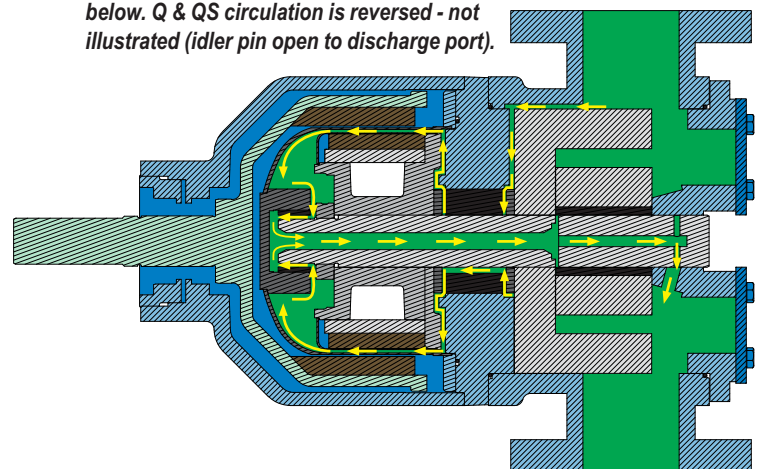 below. Q & QS circulation is reversed - not
illustrated (idler pin open to discharge port).